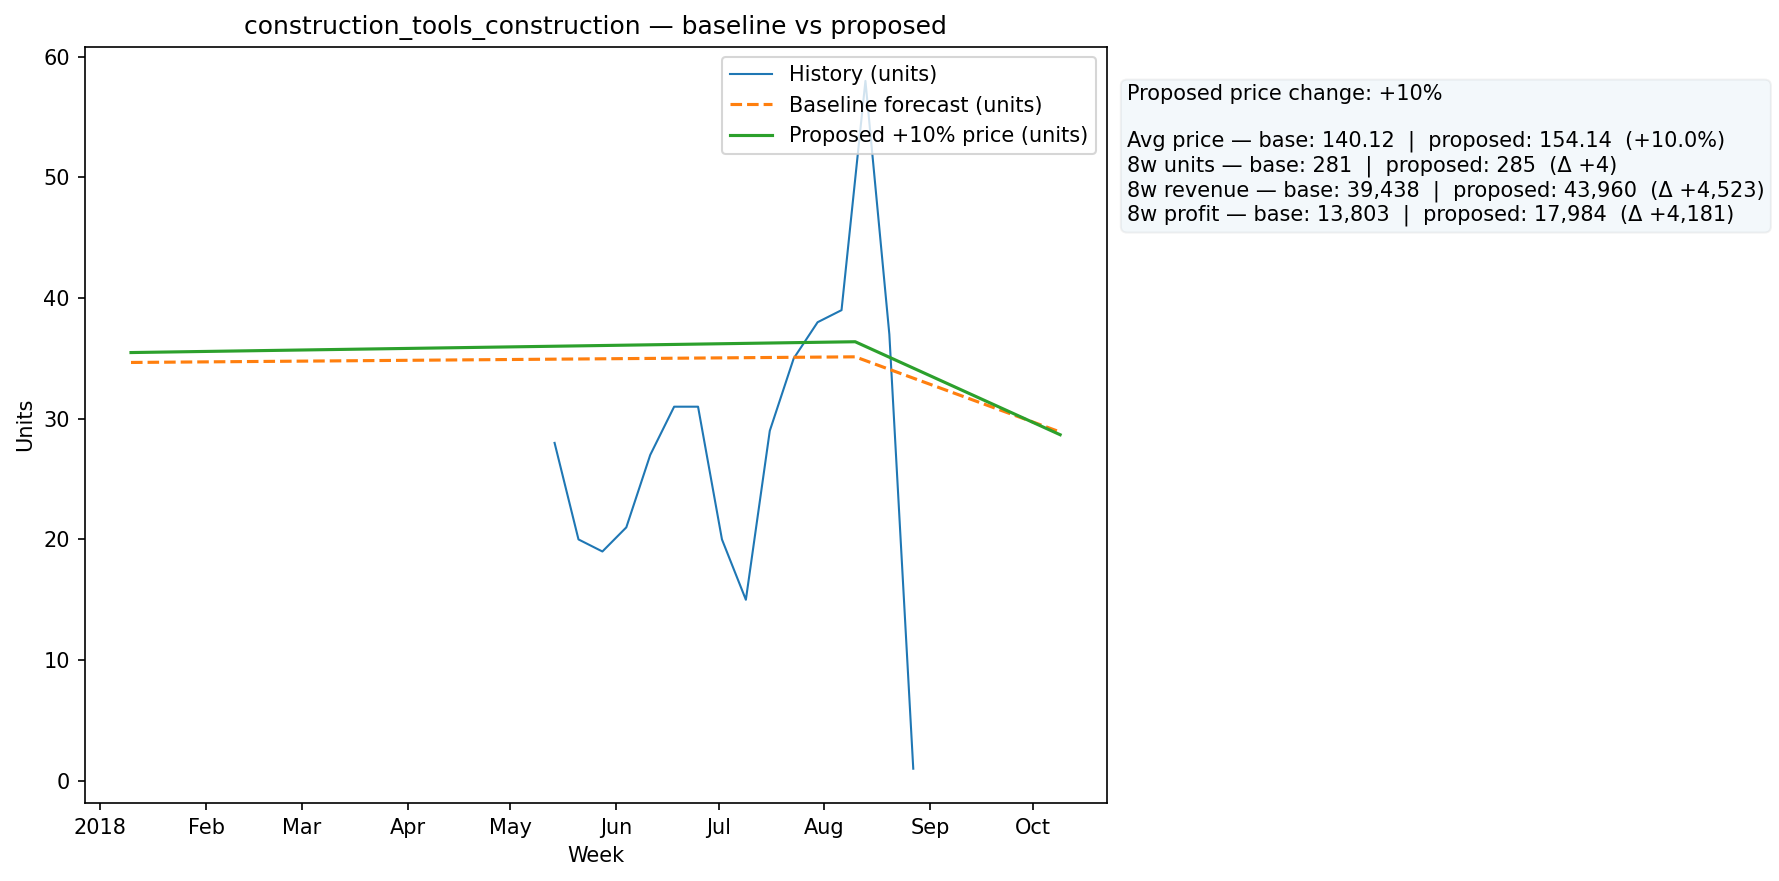 construction_tools_construction — baseline vs proposed
History (units)
Baseline forecast (units)
Proposed +10% price (units)
Proposed price change: +10%
Avg price — base: 140.12 | proposed: 154.14 (+10.0%)
8w units — base: 281 | proposed: 285 (Δ +4)
8w revenue — base: 39,438 | proposed: 43,960 (Δ +4,523)
8w profit — base: 13,803 | proposed: 17,984 (Δ +4,181)
Units
60
50
40
30
20
10
0
2018 Feb Mar Apr May Jun Jul Aug Sep Oct
Week